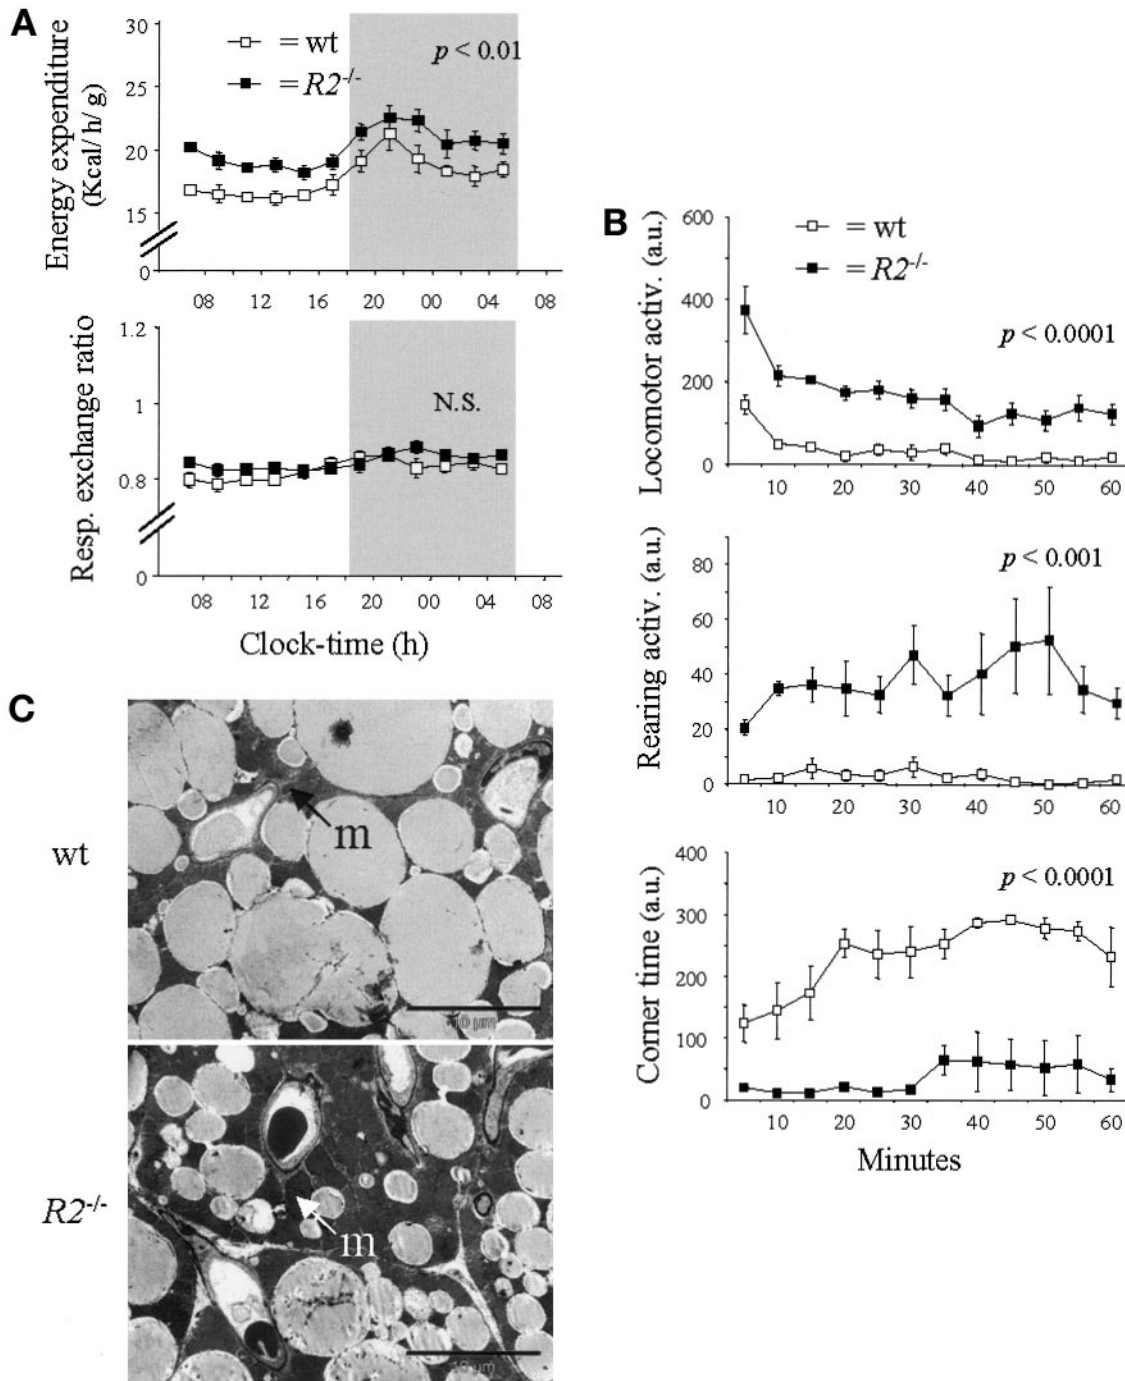 A
Energy expenditure
(Kcal/ h/ g)
30
25
20
15
0
= wt
= R2-/-
p < 0.01
08 12 16 20 00 04 08
Resp. exchange ratio
1.2
1
0.8
0
N.S.
08 12 16 20 00 04 08
Clock-time (h)
B
Locomotor activ. (a.u.)
600
400
200
0
= wt
= R2-/-
p < 0.0001
10 20 30 40 50 60
Rearing activ. (a.u.)
80
60
40
20
0
p < 0.001
10 20 30 40 50 60
Corner time (a.u.)
400
300
200
100
0
p < 0.0001
10 20 30 40 50 60
Minutes
C
wt
m
10 µm
R2-/-
m
10 µm